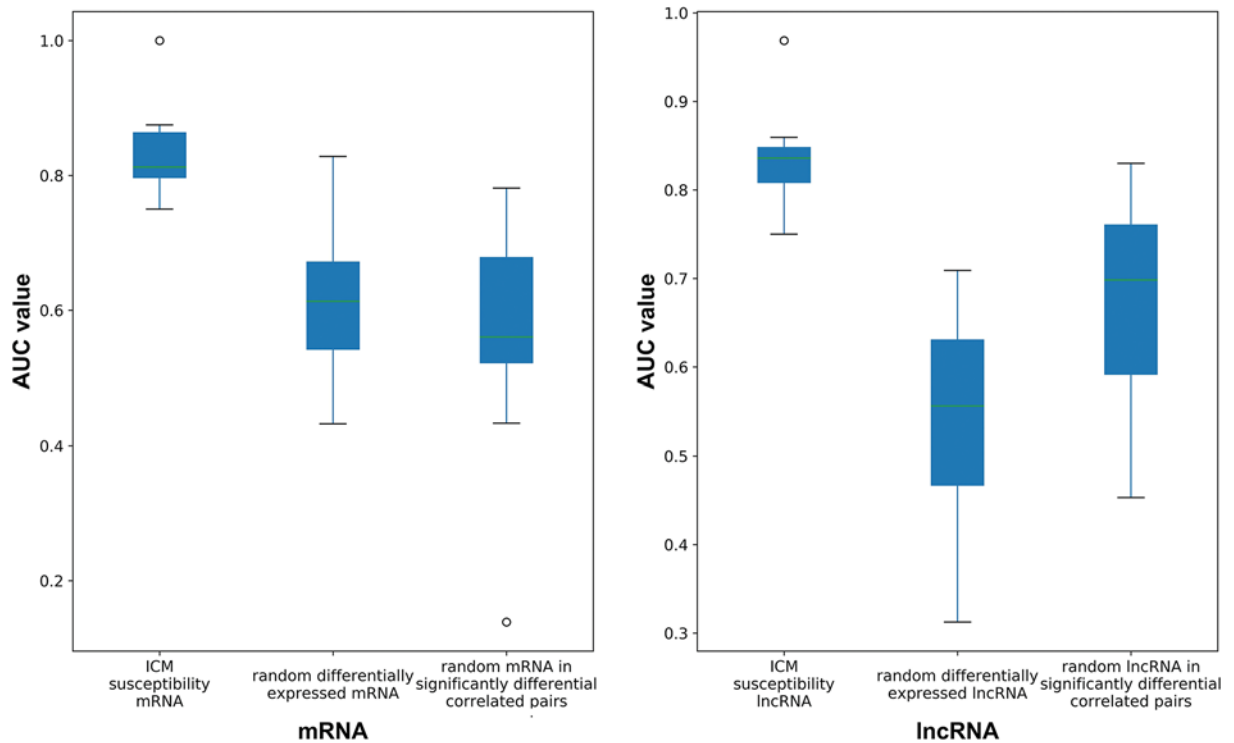 1.0
0.8
0.6
0.4
0.2
AUC value
ICM
susceptibility
mRNA
random differentially
expressed mRNA
random mRNA in
significantly differential
correlated pairs
mRNA
1.0
0.9
0.8
0.7
0.6
0.5
0.4
0.3
AUC value
ICM
susceptibility
lncRNA
random differentially
expressed lncRNA
random lncRNA in
significantly differential
correlated pairs
lncRNA